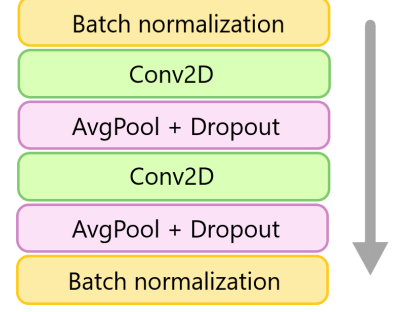 Batch normalization
Conv2D
AvgPool + Dropout
Conv2D
AvgPool + Dropout
Batch normalization